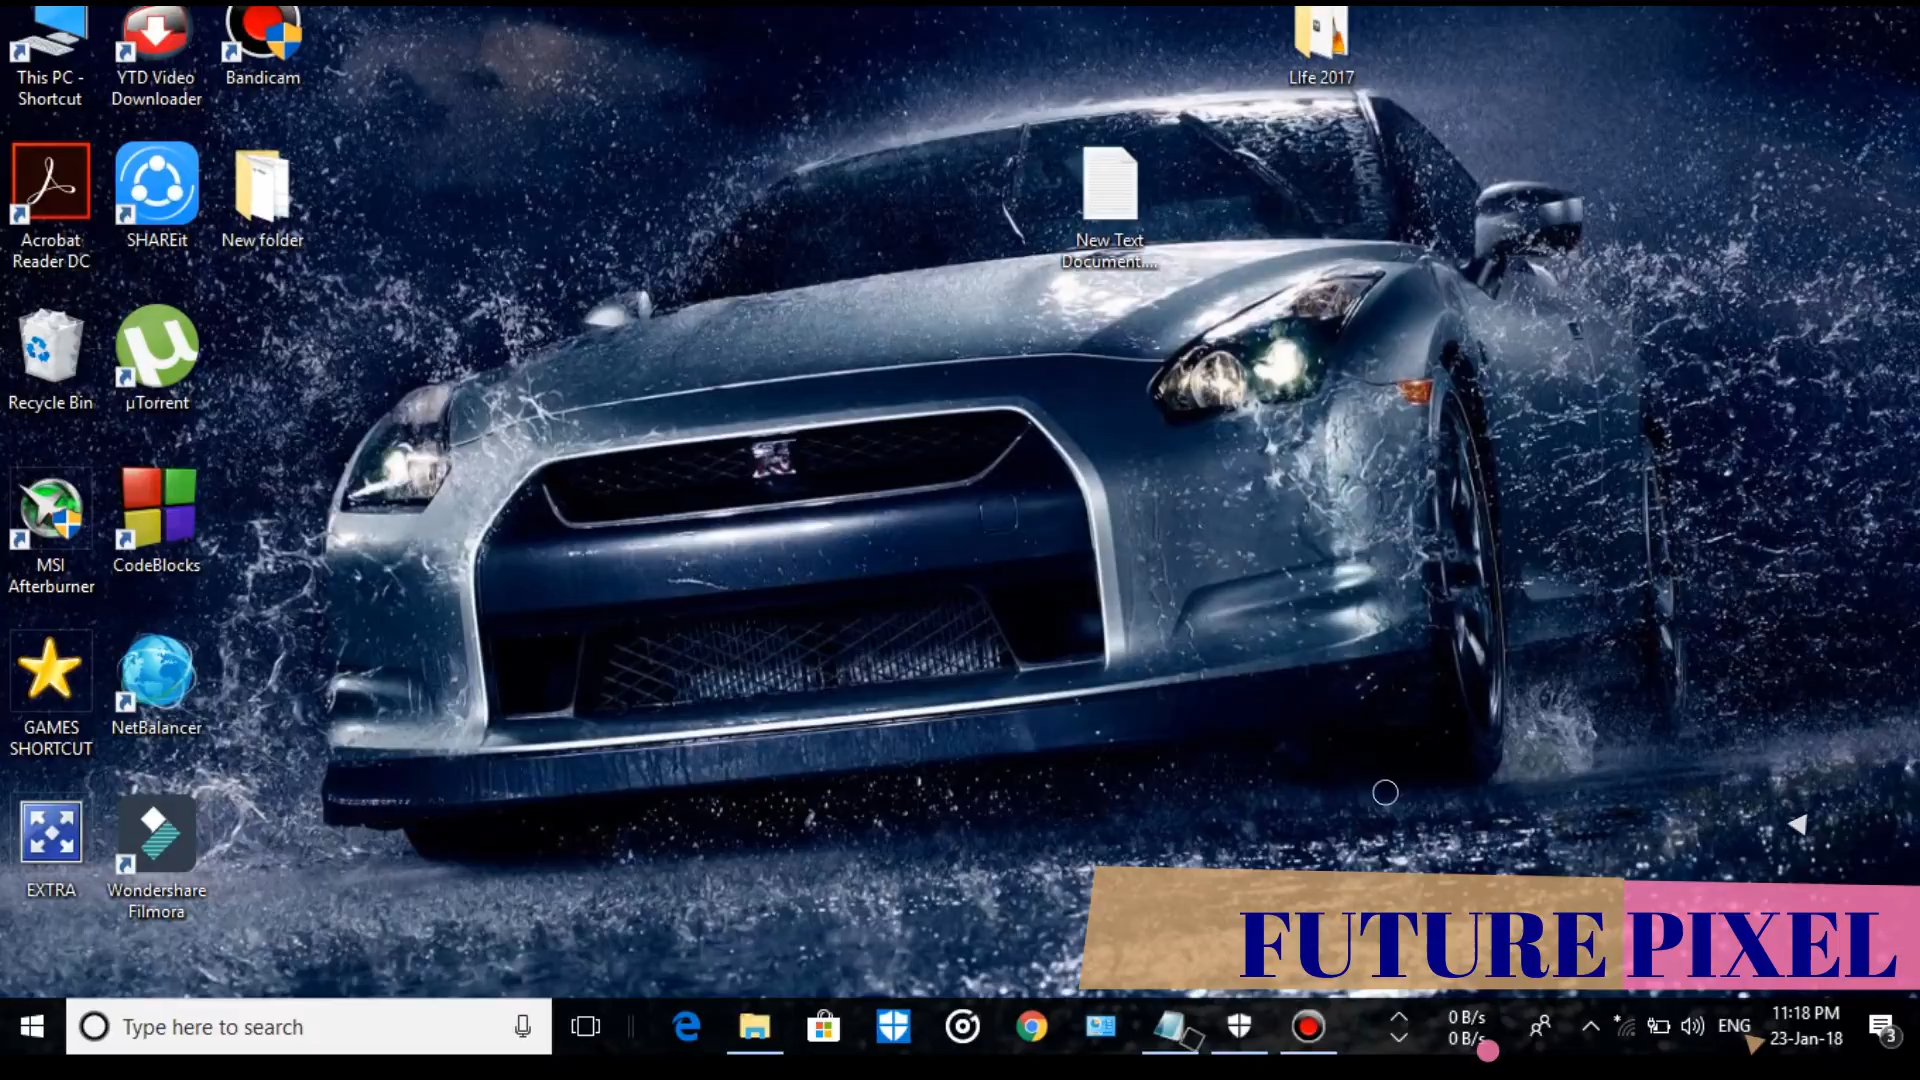 This PC -
Shortcut
YTD Video
Downloader
Bandicam
LIfe 2017
Acrobat
Reader DC
SHAREit
New folder
New Text
Document....
Recycle Bin
µTorrent
GT
R
MSI
Afterburner
CodeBlocks
GAMES
SHORTCUT
NetBalancer
EXTRA
Wondershare
Filmora
FUTURE PIXEL
Type here to search
0 B/s
0 B/s
ENG
11:18 PM
23-Jan-18
3